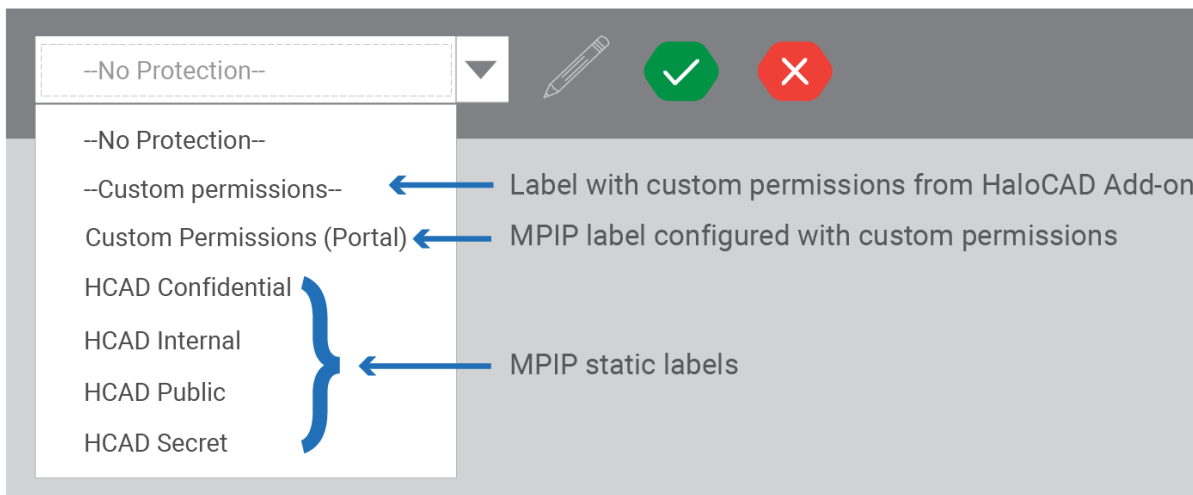 --No Protection--
--No Protection--
--Custom permissions--
Label with custom permissions from HaloCAD Add-on
Custom Permissions (Portal)
MPIP label configured with custom permissions
HCAD Confidential
HCAD Internal
MPIP static labels
HCAD Public
HCAD Secret